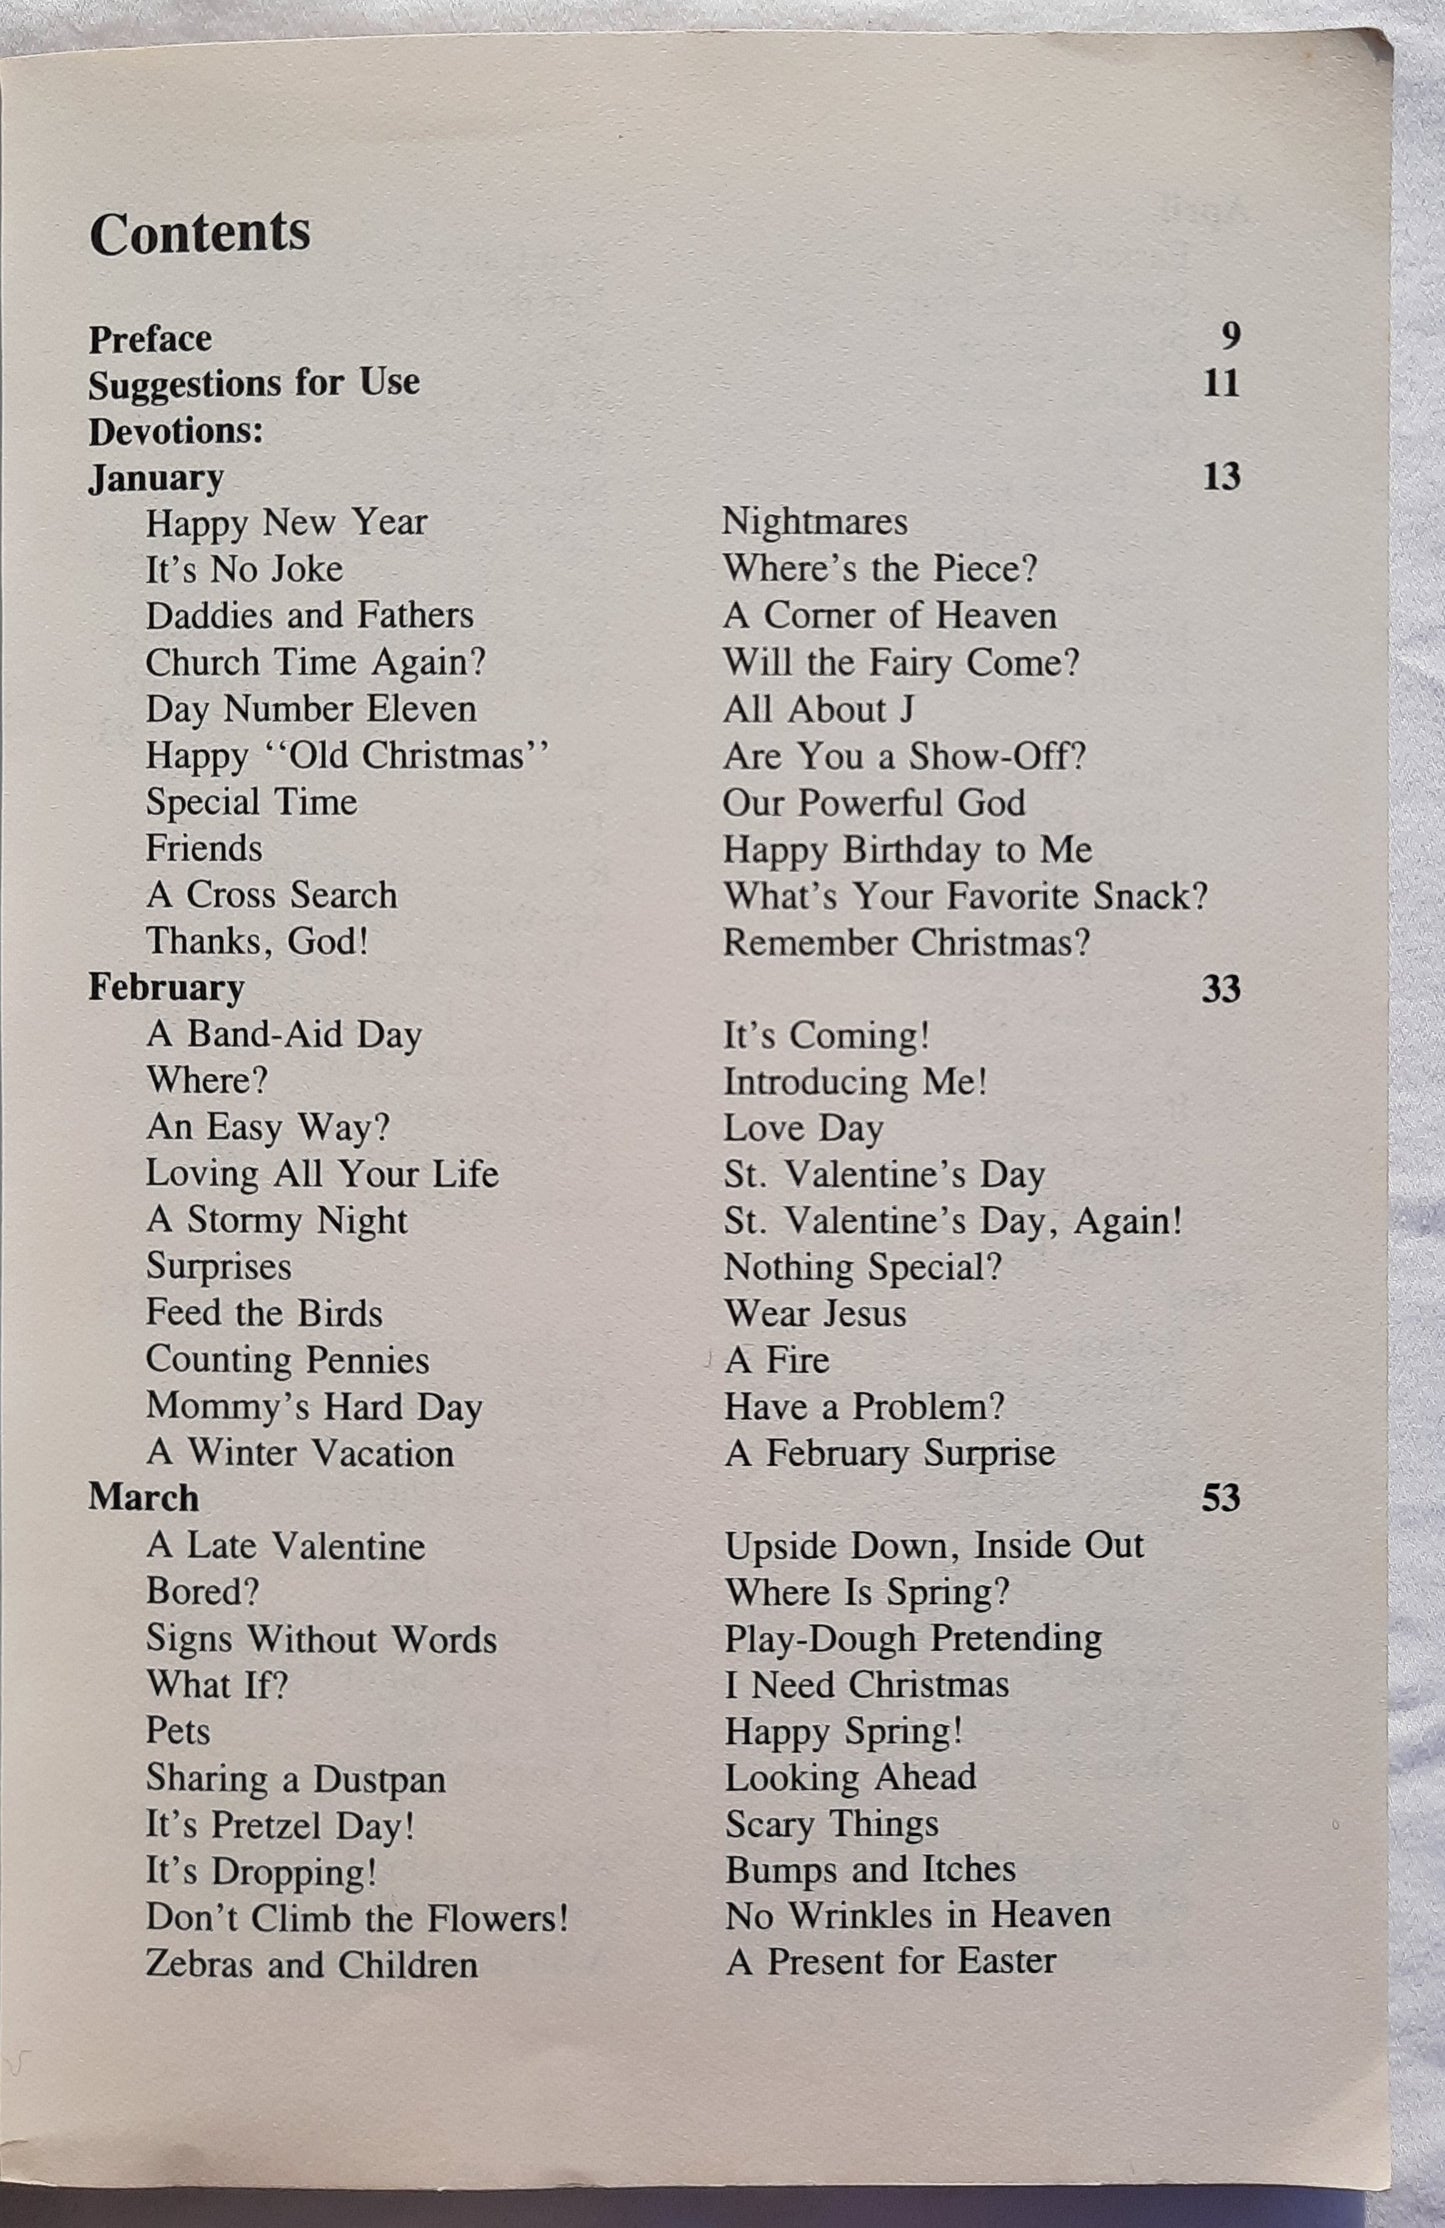 Contents
Preface 9
Suggestions for Use 11
Devotions:
January 13
Happy New Year Nightmares
It's No Joke Where's the Piece?
Daddies and Fathers A Corner of Heaven
Church Time Again? Will the Fairy Come?
Day Number Eleven All About J
Happy ‘‘Old Christmas’’ Are You a Show-Off?
Special Time Our Powerful God
Friends Happy Birthday to Me
A Cross Search What's Your Favorite Snack?
Thanks, God! Remember Christmas?
February 33
A Band-Aid Day It's Coming!
Where? Introducing Me!
An Easy Way? Love Day
Loving All Your Life St. Valentine's Day
A Stormy Night St. Valentine's Day, Again!
Surprises Nothing Special?
Feed the Birds Wear Jesus
Counting Pennies A Fire
Mommy's Hard Day Have a Problem?
A Winter Vacation A February Surprise
March 53
A Late Valentine Upside Down, Inside Out
Bored? Where Is Spring?
Signs Without Words Play-Dough Pretending
What If? I Need Christmas
Pets Happy Spring!
Sharing a Dustpan Looking Ahead
It's Pretzel Day! Scary Things
It's Dropping! Bumps and Itches
Don't Climb the Flowers! No Wrinkles in Heaven
Zebras and Children A Present for Easter